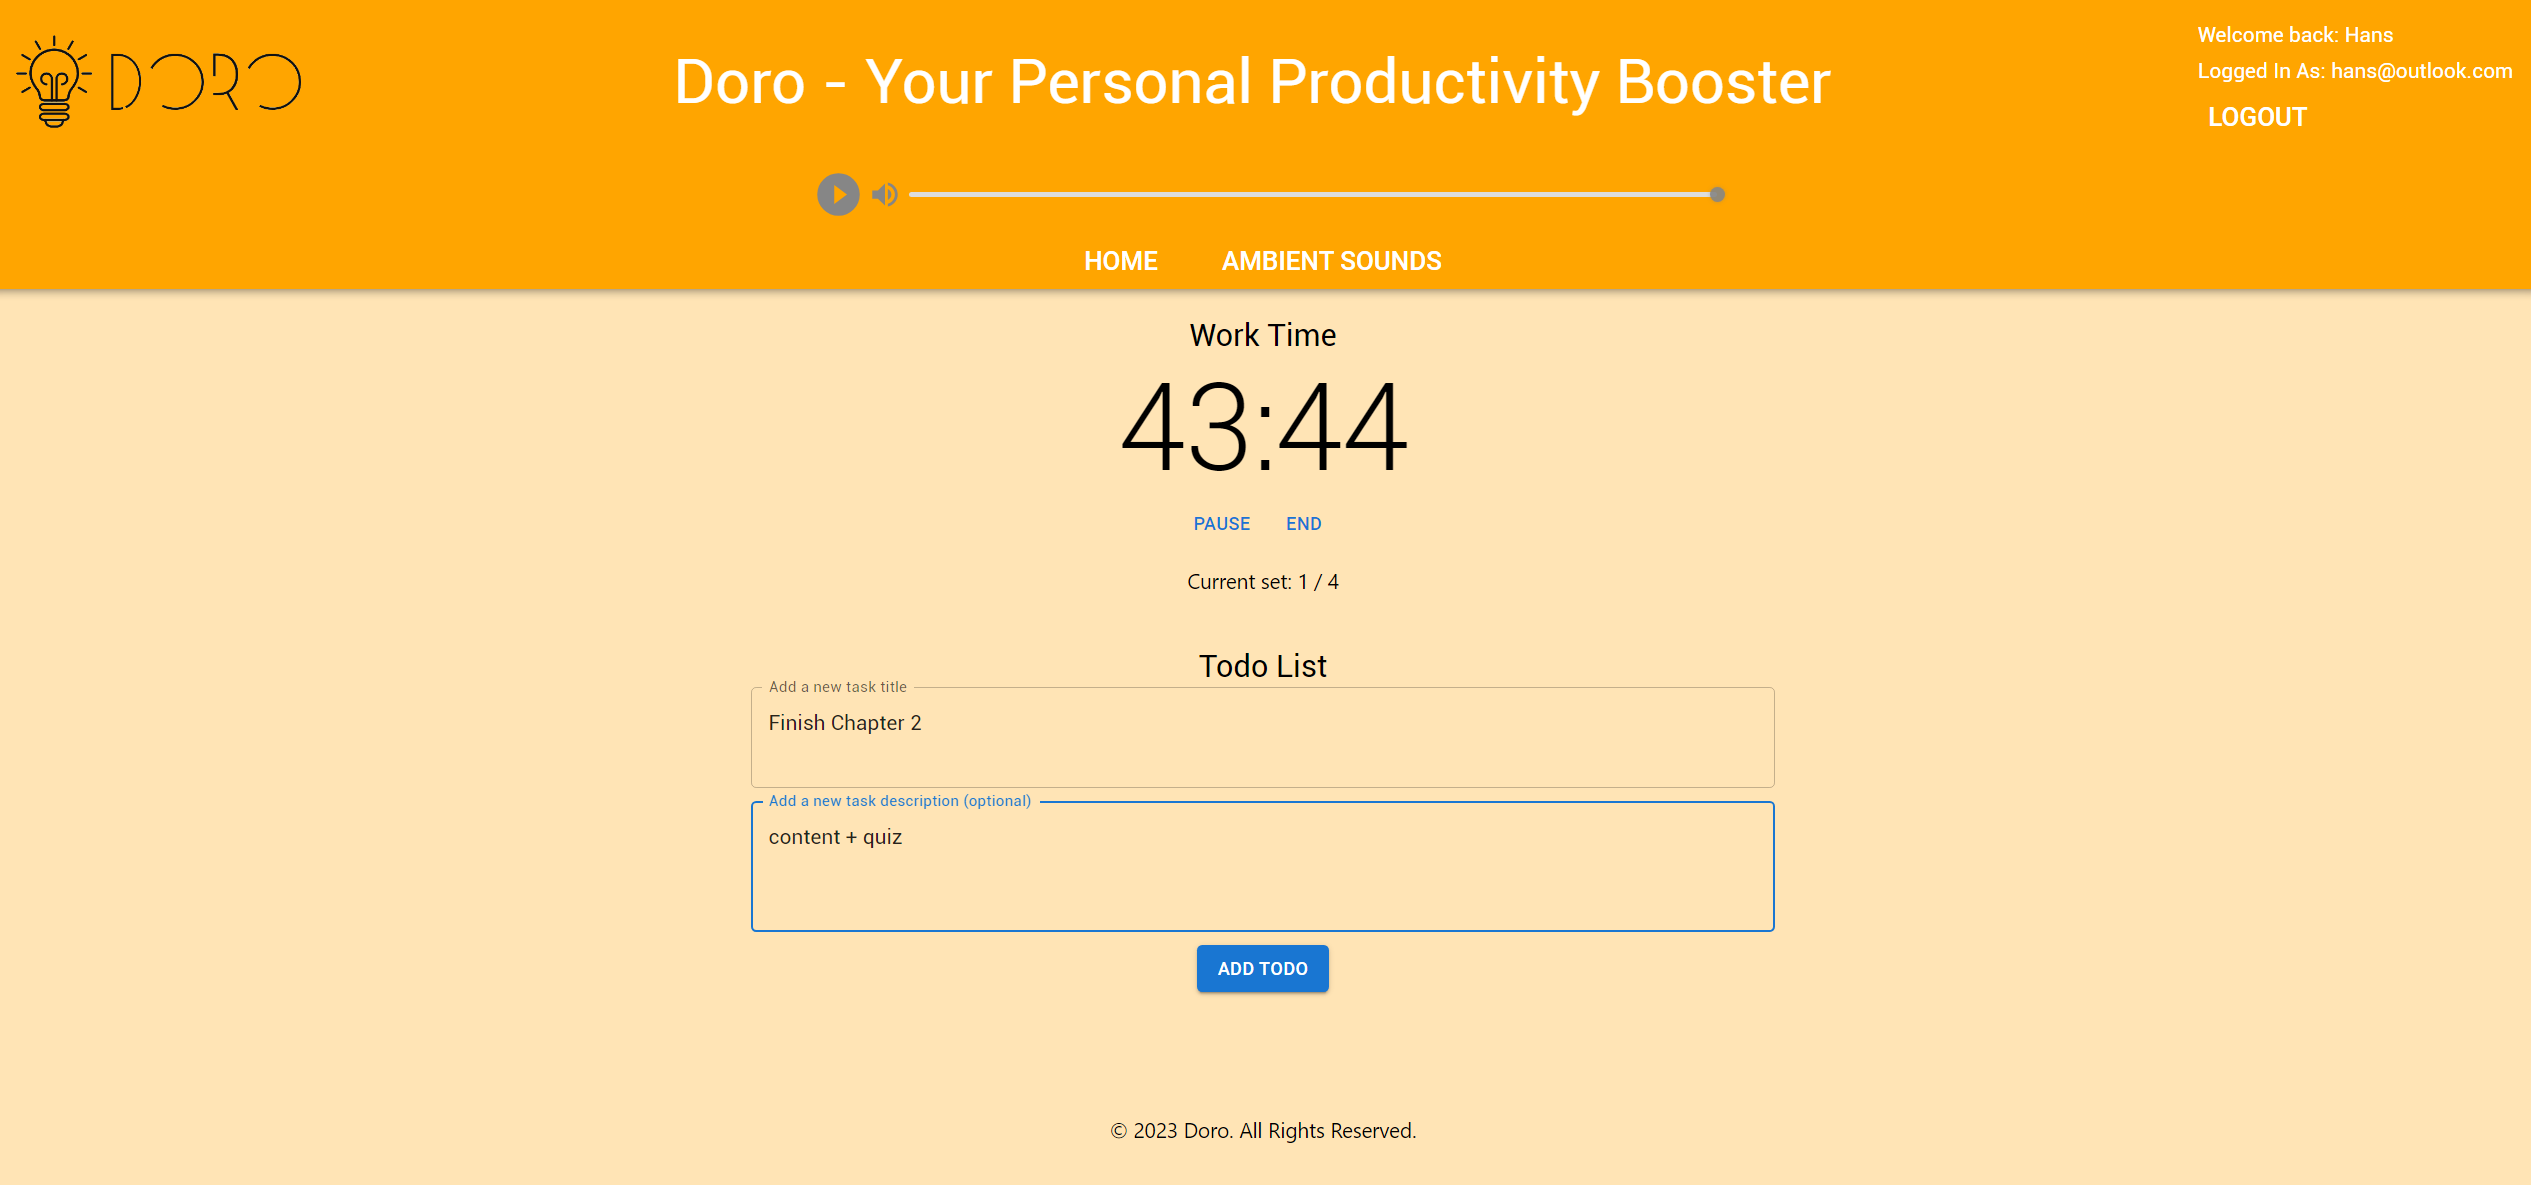 DORO
Doro - Your Personal Productivity Booster
Welcome back: Hans
Logged In As: hans@outlook.com
LOGOUT
HOME AMBIENT SOUNDS
Work Time
43:44
PAUSE END
Current set: 1 / 4
Todo List
Add a new task title
Finish Chapter 2
Add a new task description (optional)
content + quiz
ADD TODO
© 2023 Doro. All Rights Reserved.